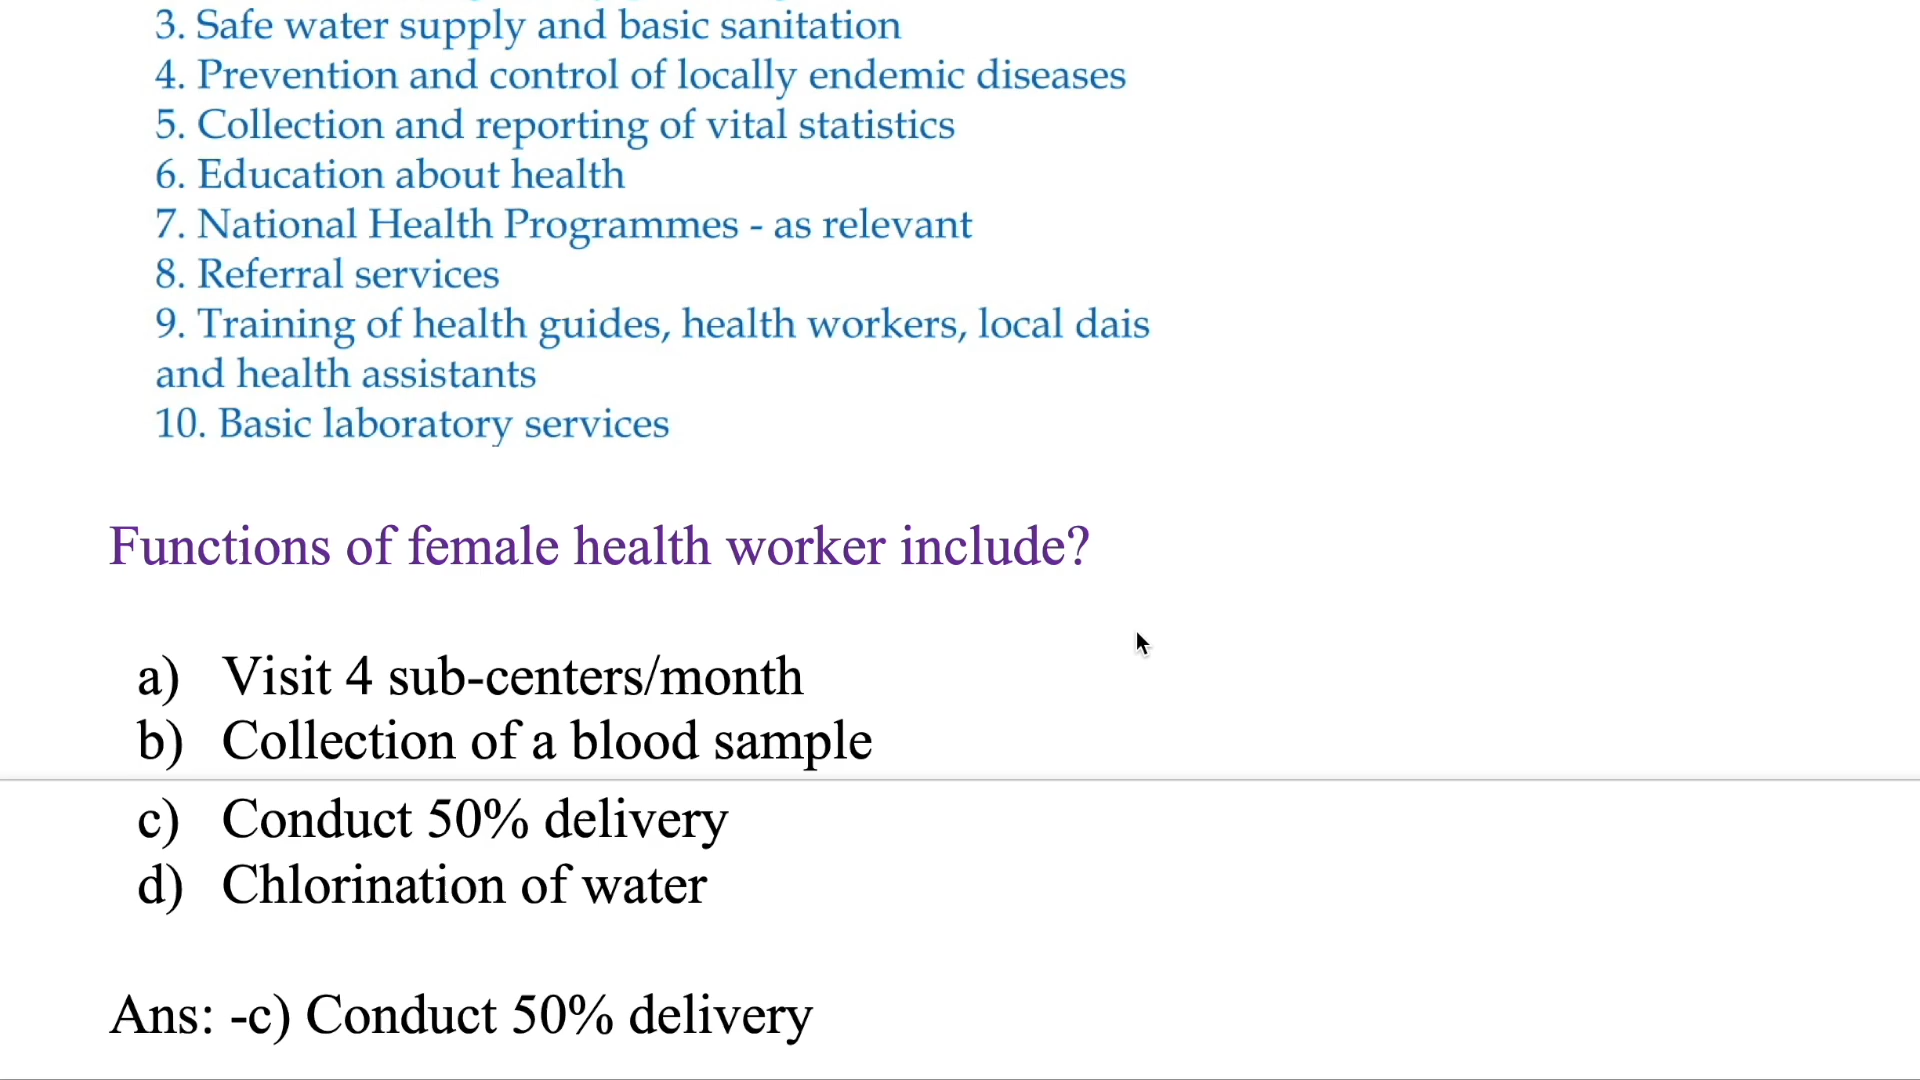 3. Safe water supply and basic sanitation
4. Prevention and control of locally endemic diseases
5. Collection and reporting of vital statistics
6. Education about health
7. National Health Programmes - as relevant
8. Referral services
9. Training of health guides, health workers, local dais
and health assistants
10. Basic laboratory services
Functions of female health worker include?
a) Visit 4 sub-centers/month
b) Collection of a blood sample
c) Conduct 50% delivery
d) Chlorination of water
Ans: -c) Conduct 50% delivery